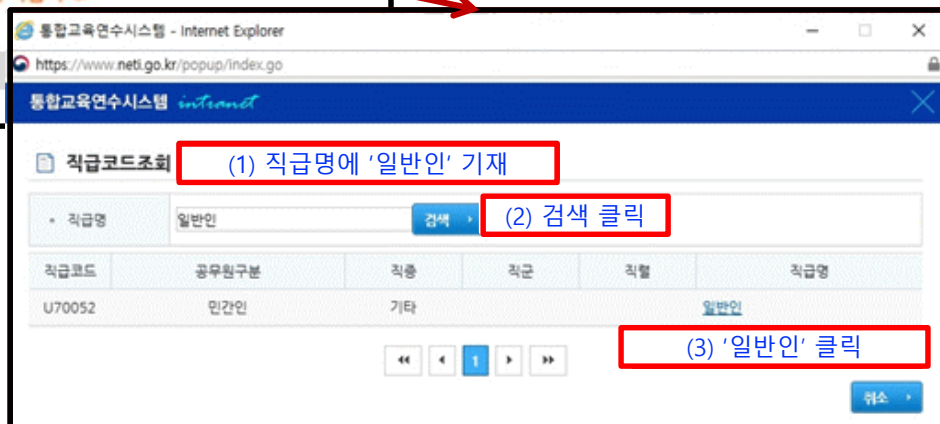 통합교육연수시스템 - Internet Explorer
https://www.neti.go.kr/popup/index.go
통합교육연수시스템 intranet
직급코드조회 (1) 직급명에 ‘일반인’ 기재
직급명 일반인 검색 (2) 검색 클릭
직급코드 공무원구분 직종 직군 직렬 직급명
U70052 민간인 기타 일반인
(3) ‘일반인’ 클릭
1
취소